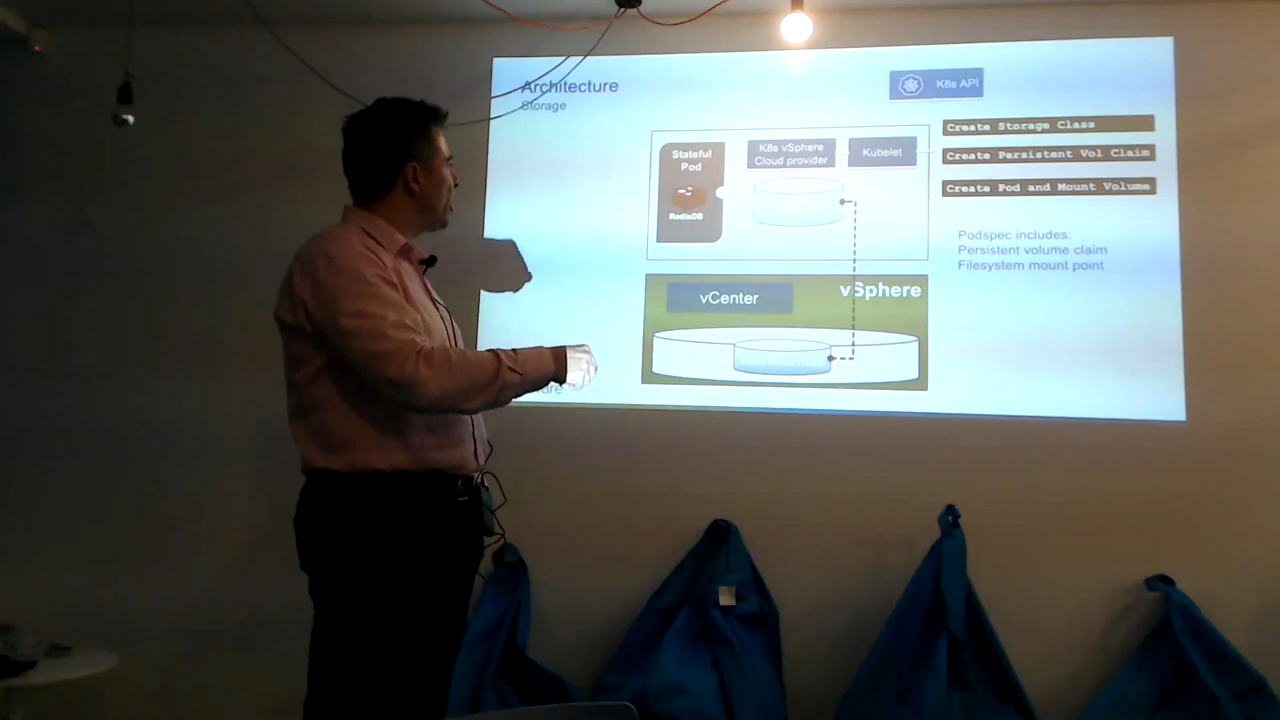 Architecture
Storage
K8s API
Create Storage Class
Create Persistent Vol Claim
Create Pod and Mount Volume
Stateful
Pod
RedisDB
K8s vSphere
Cloud provider
Kubelet
Podspec includes:
Persistent volume claim
Filesystem mount point
vCenter
vSphere